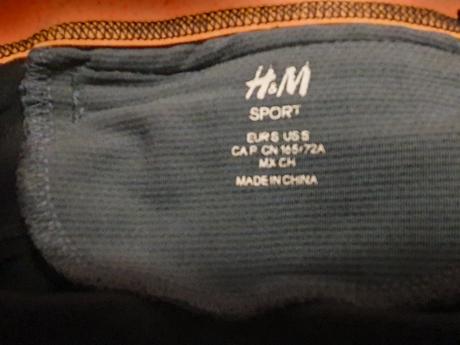 H&M
SPORT
EUR S US S
CA P CN 165/72A
MX CH
MADE IN CHINA